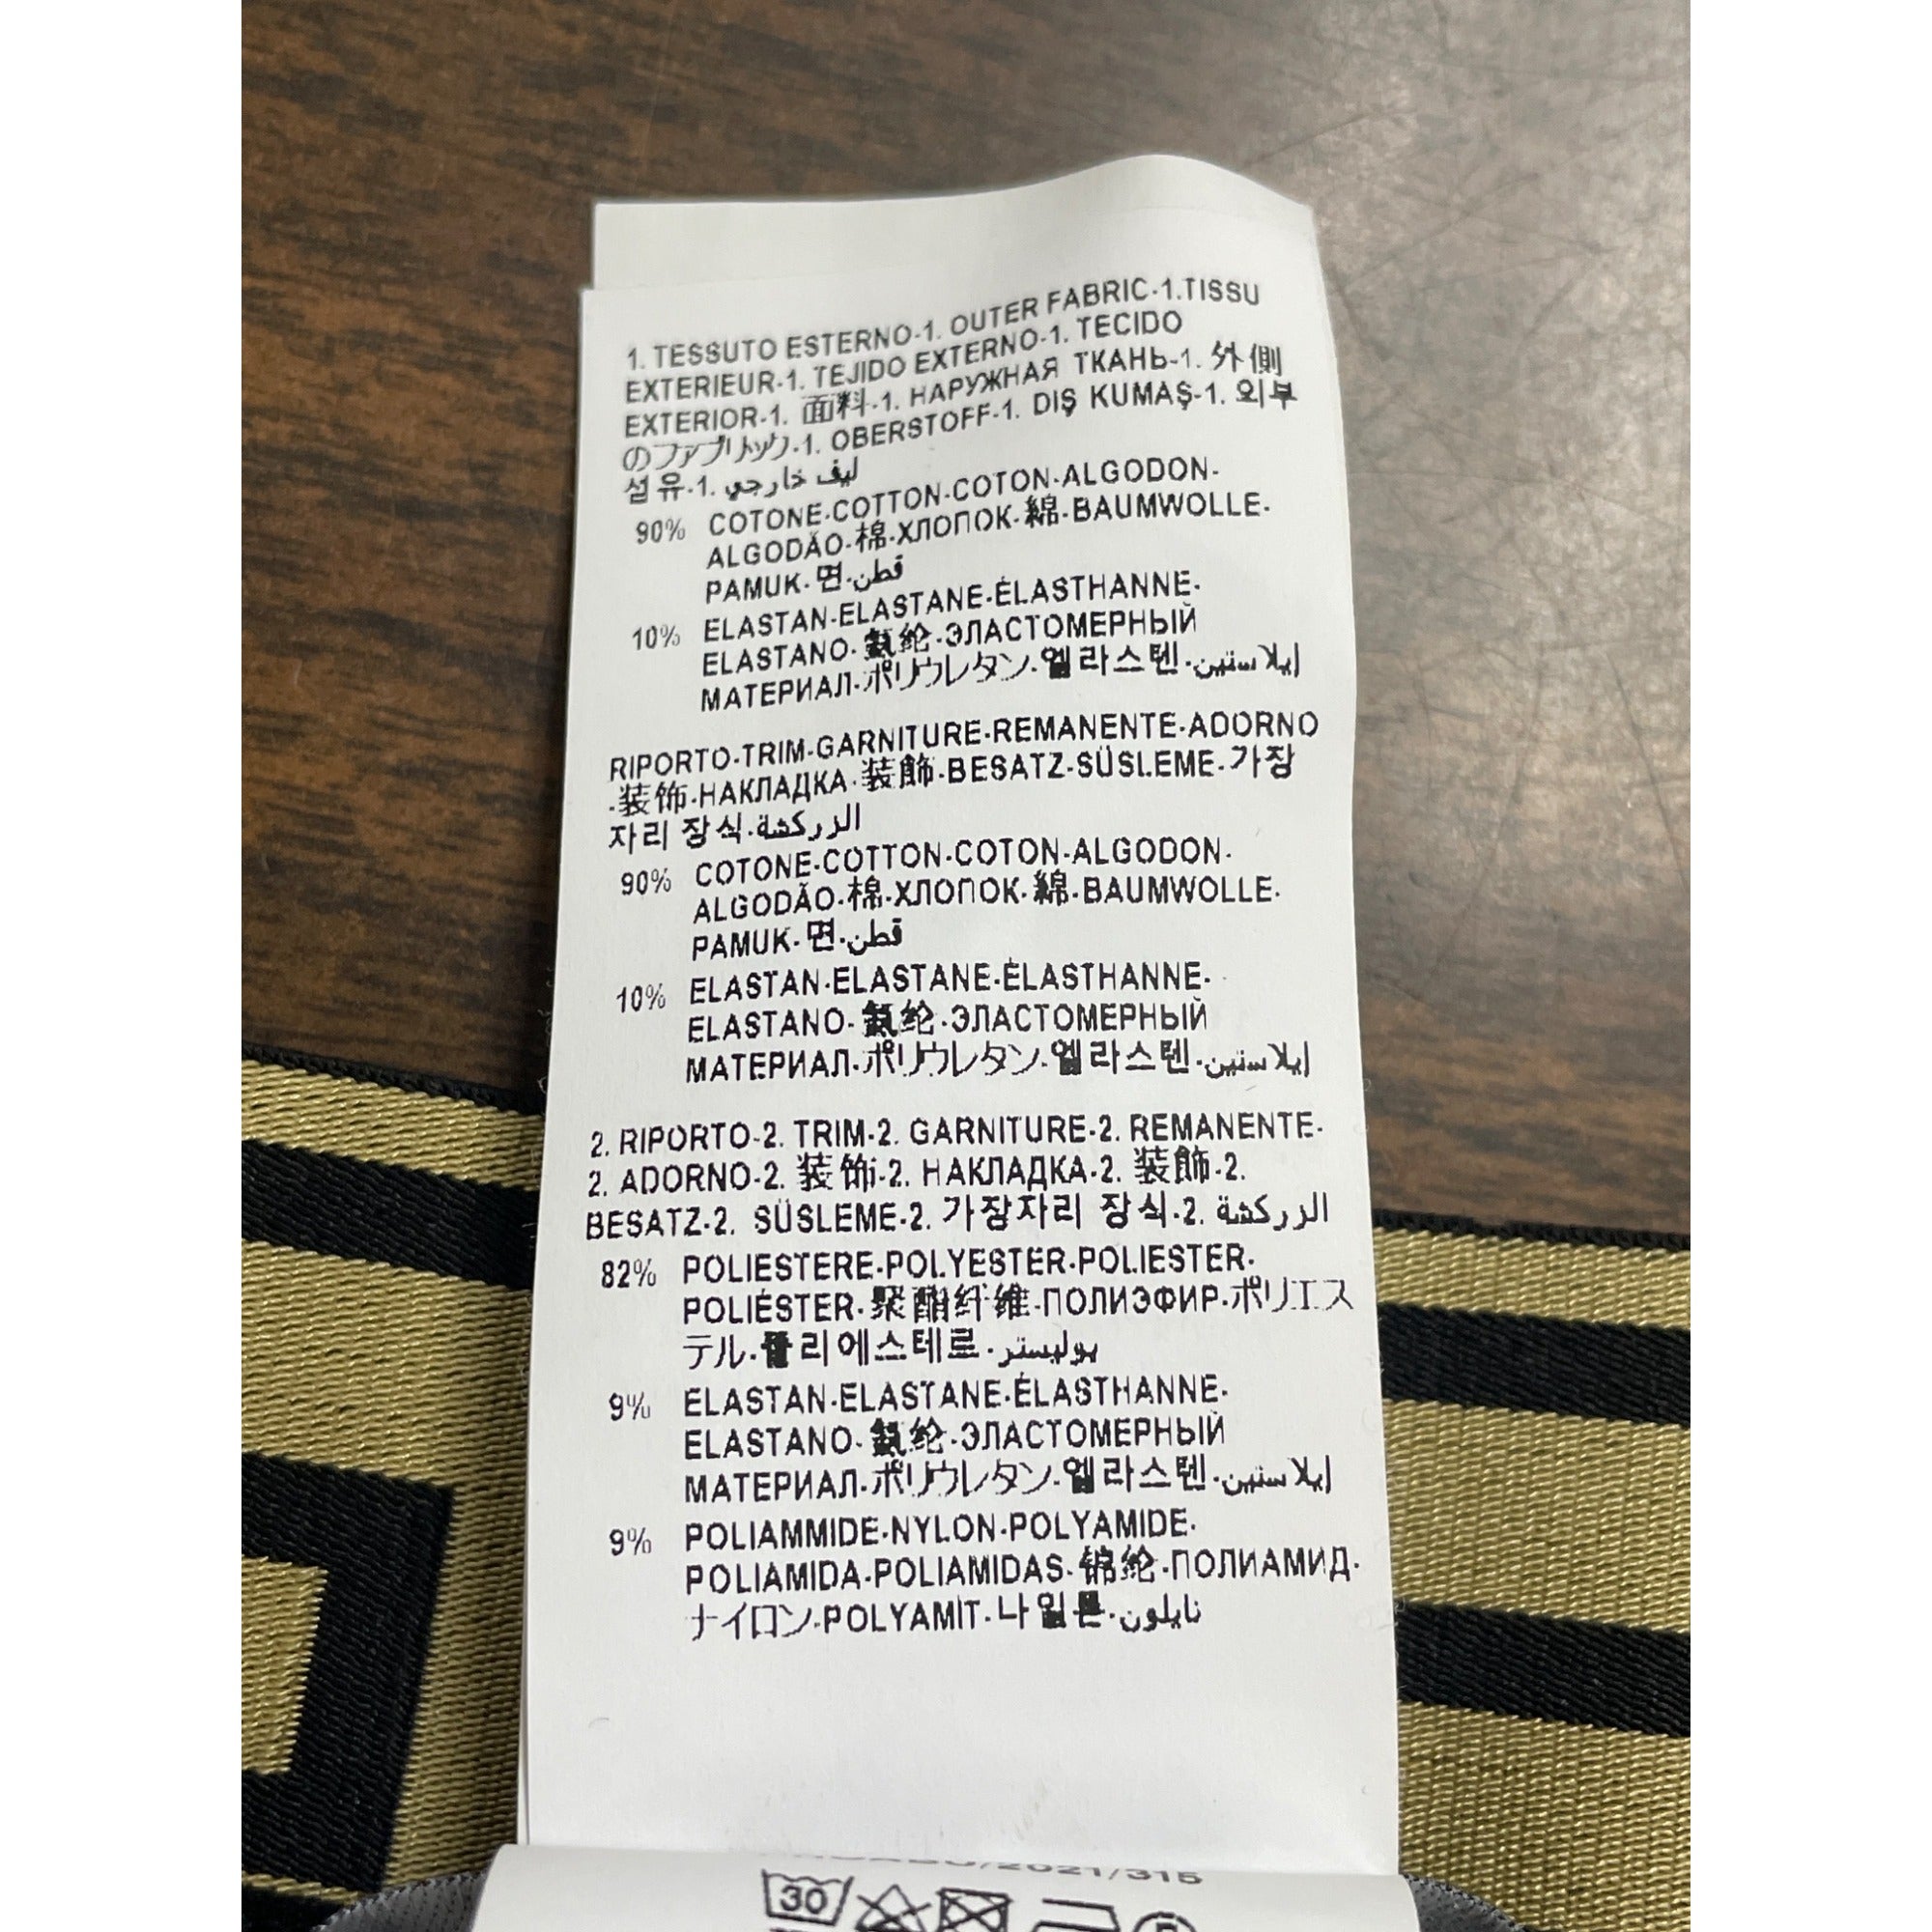 1. TESSUTO ESTERNO-1. OUTER FABRIC-1.TISSU
EXTERIEUR-1. TEJIDO EXTERNO-1. TECIDO
EXTERIOR-1. 面料-1. НАРУЖНАЯ ТКАНЬ-1. 外側
のファブリック-1. OBERSTOFF-1. DIŞ KUMAŞ-1. 외부
섬유-1. ليف خارجي
90% COTONE-COTTON-COTON-ALGODON-
ALGODÃO-棉-ХЛОПОК-綿-BAUMWOLLE-
PAMUK-면-قطن
10% ELASTAN-ELASTANE-ÉLASTHANNE-
ELASTANO-氨纶-ЭЛАСТОМЕРНЫЙ
МАТЕРИАЛ-ポリウレタン-엘라스텐-إيلاستين
RIPORTO-TRIM-GARNITURE-REMANENTE-ADORNO
-装饰-НАКЛАДКА-装飾-BESATZ-SÜSLEME-가장
자리 장식-الزركشة
90% COTONE-COTTON-COTON-ALGODON-
ALGODÃO-棉-ХЛОПОК-綿-BAUMWOLLE-
PAMUK-면-قطن
10% ELASTAN-ELASTANE-ÉLASTHANNE-
ELASTANO-氨纶-ЭЛАСТОМЕРНЫЙ
МАТЕРИАЛ-ポリウレタン-엘라스텐-إيلاستين
2. RIPORTO-2. TRIM-2. GARNITURE-2. REMANENTE-
2. ADORNO-2. 装饰-2. НАКЛАДКА-2. 装飾-2.
BESATZ-2. SÜSLEME-2. 가장자리 장식-2. الزركشة
82% POLIESTERE-POLYESTER-POLIESTER-
POLIÉSTER-聚酯纤维-ПОЛИЭФИР-ポリエス
テル-폴리에스테르-بوليستر
9% ELASTAN-ELASTANE-ÉLASTHANNE-
ELASTANO-氨纶-ЭЛАСТОМЕРНЫЙ
МАТЕРИАЛ-ポリウレタン-엘라스텐-إيلاستين
9% POLIAMMIDE-NYLON-POLYAMIDE-
POLIAMIDA-POLIAMIDAS-锦纶-ПОЛИАМИД-
ナイロン-POLYAMIT-나일론-نايلون
/2021/315
30